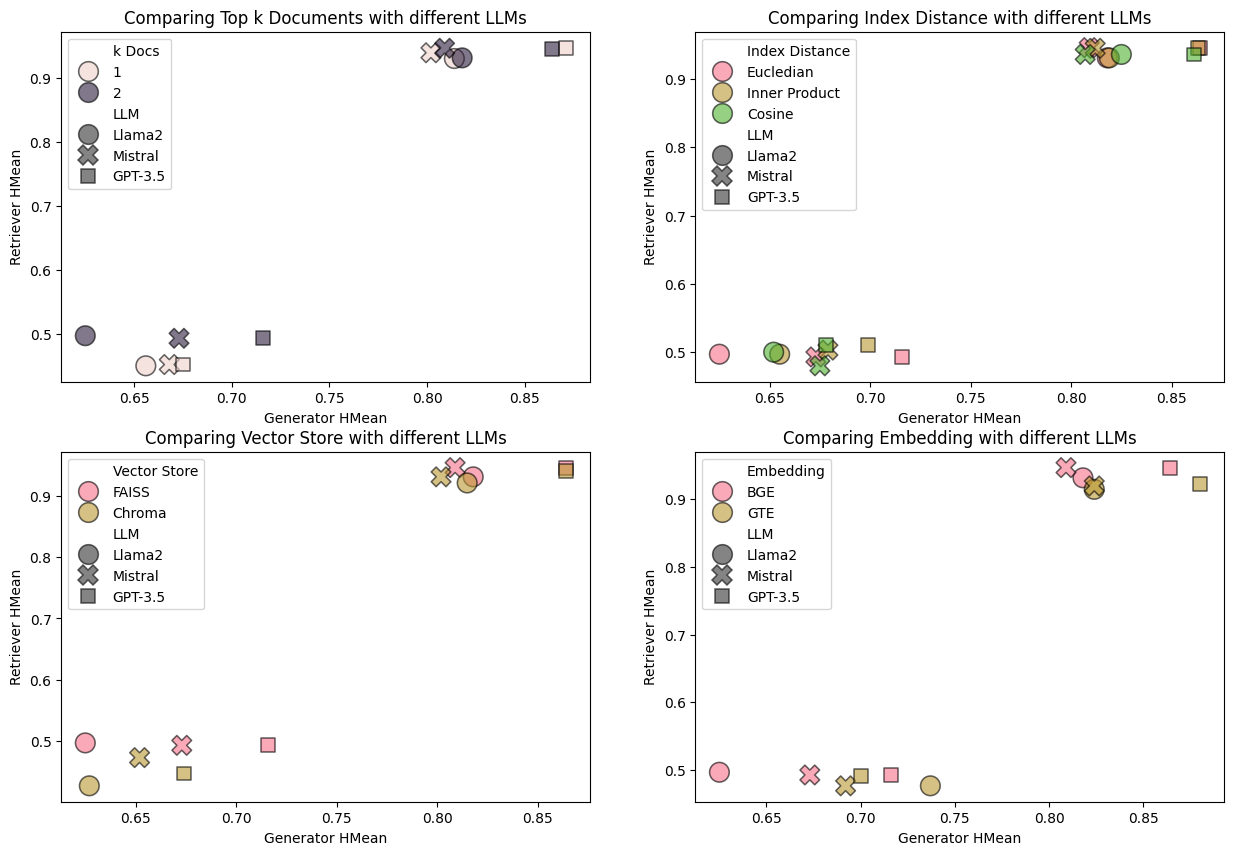 Comparing Top k Documents with different LLMs
k Docs
1
2
LLM
Llama2
Mistral
GPT-3.5
Retriever HMean
0.9
0.8
0.7
0.6
0.5
0.65
0.70
0.75
0.80
0.85
Generator HMean
Comparing Index Distance with different LLMs
Index Distance
Eucledian
Inner Product
Cosine
LLM
Llama2
Mistral
GPT-3.5
Retriever HMean
0.9
0.8
0.7
0.6
0.5
0.65
0.70
0.75
0.80
0.85
Generator HMean
Comparing Vector Store with different LLMs
Vector Store
FAISS
Chroma
LLM
Llama2
Mistral
GPT-3.5
Retriever HMean
0.9
0.8
0.7
0.6
0.5
0.65
0.70
0.75
0.80
0.85
Generator HMean
Comparing Embedding with different LLMs
Embedding
BGE
GTE
LLM
Llama2
Mistral
GPT-3.5
Retriever HMean
0.9
0.8
0.7
0.6
0.5
0.65
0.70
0.75
0.80
0.85
Generator HMean